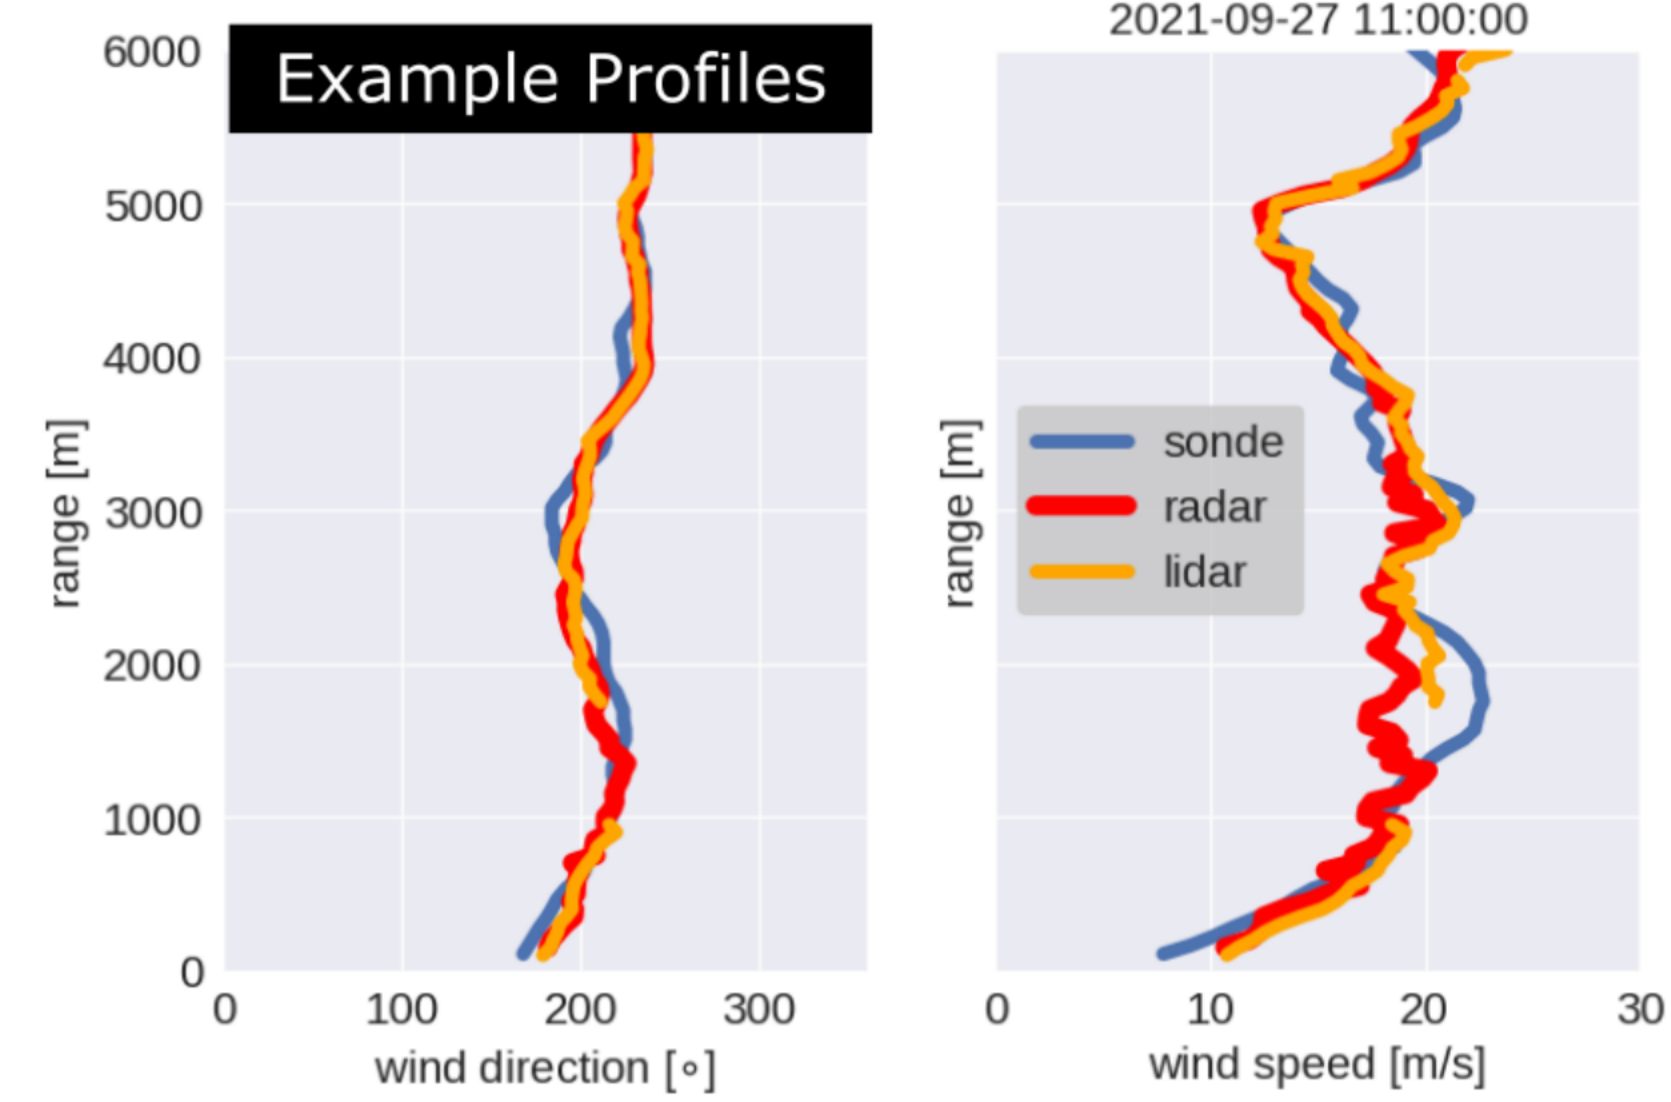 2021-09-27 11:00:00
Example Profiles
6000
5000
4000
3000
2000
1000
0
range [m]
0 100 200 300
wind direction [∘]
range [m]
sonde
radar
lidar
0 10 20 30
wind speed [m/s]